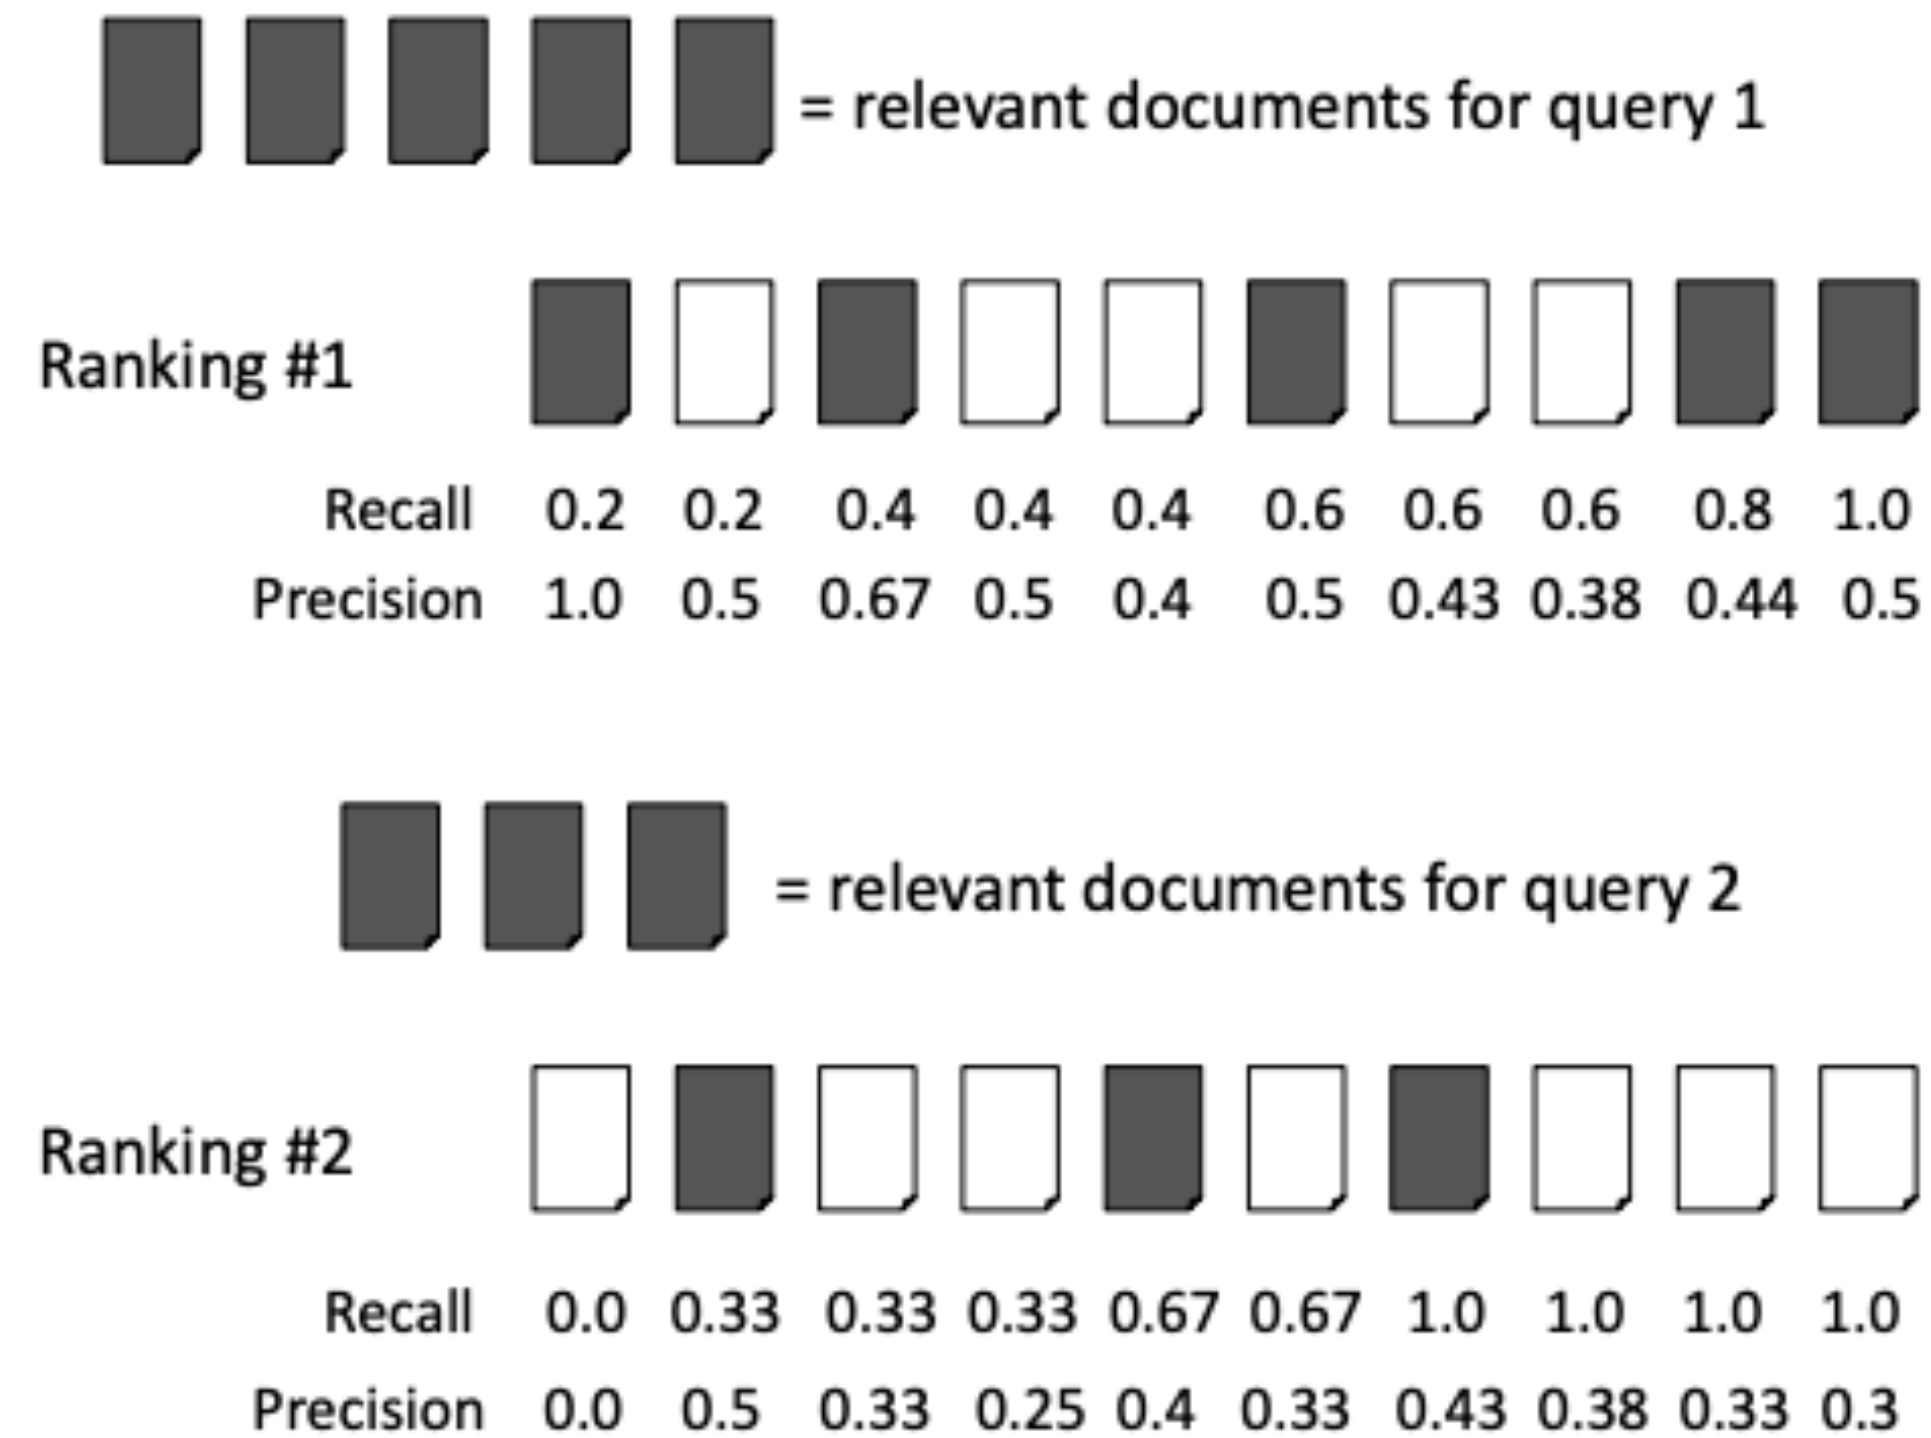 = relevant documents for query 1
Ranking #1
Recall 0.2 0.2 0.4 0.4 0.4 0.6 0.6 0.6 0.8 1.0
Precision 1.0 0.5 0.67 0.5 0.4 0.5 0.43 0.38 0.44 0.5
= relevant documents for query 2
Ranking #2
Recall 0.0 0.33 0.33 0.33 0.67 0.67 1.0 1.0 1.0 1.0
Precision 0.0 0.5 0.33 0.25 0.4 0.33 0.43 0.38 0.33 0.3